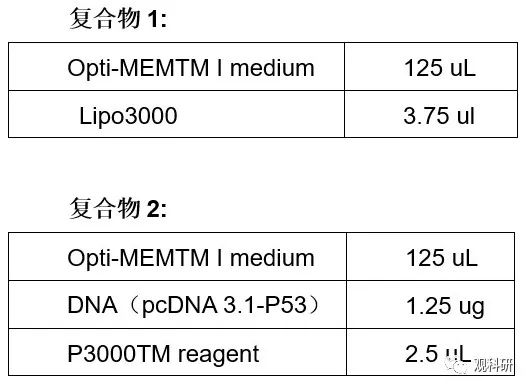 复合物 1:
Opti-MEMTM I medium 125 uL
Lipo3000 3.75 ul
复合物 2:
Opti-MEMTM I medium 125 uL
DNA（pcDNA 3.1-P53） 1.25 ug
P3000TM reagent 2.5 uL
观科研